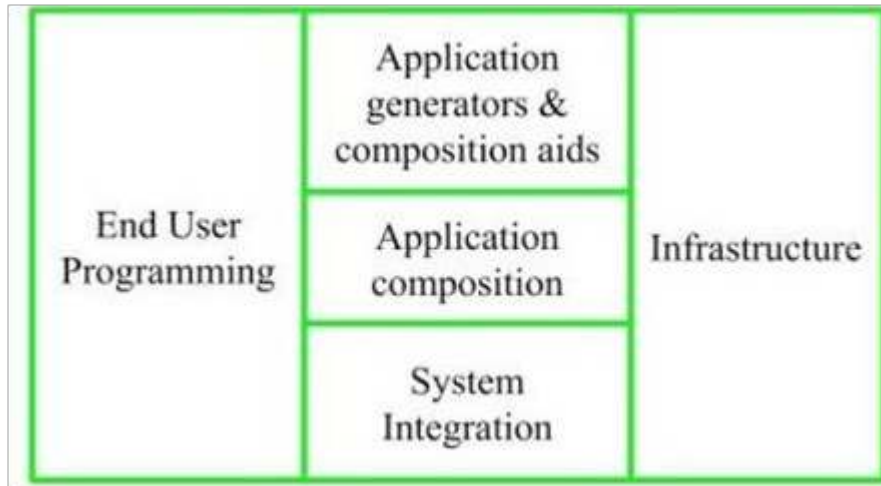 End User
Programming
Application
generators &
composition aids
Application
composition
System
Integration
Infrastructure